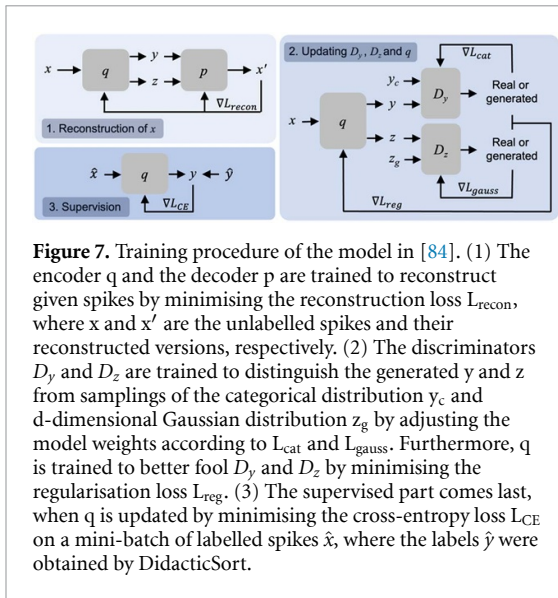 x q y z p x′
∇L_recon
1. Reconstruction of x
x̂ q y ŷ
∇L_CE
3. Supervision
2. Updating D_y, D_z and q
∇L_cat
y_c
y
D_y
Real or
generated
x q
z
z_g
D_z
Real or
generated
∇L_gauss
∇L_reg
Figure 7. Training procedure of the model in [84]. (1) The
encoder q and the decoder p are trained to reconstruct
given spikes by minimising the reconstruction loss L_recon,
where x and x′ are the unlabelled spikes and their
reconstructed versions, respectively. (2) The discriminators
D_y and D_z are trained to distinguish the generated y and z
from samplings of the categorical distribution y_c and
d-dimensional Gaussian distribution z_g by adjusting the
model weights according to L_cat and L_gauss. Furthermore, q
is trained to better fool D_y and D_z by minimising the
regularisation loss L_reg. (3) The supervised part comes last,
when q is updated by minimising the cross-entropy loss L_CE
on a mini-batch of labelled spikes x̂, where the labels ŷ were
obtained by DidacticSort.